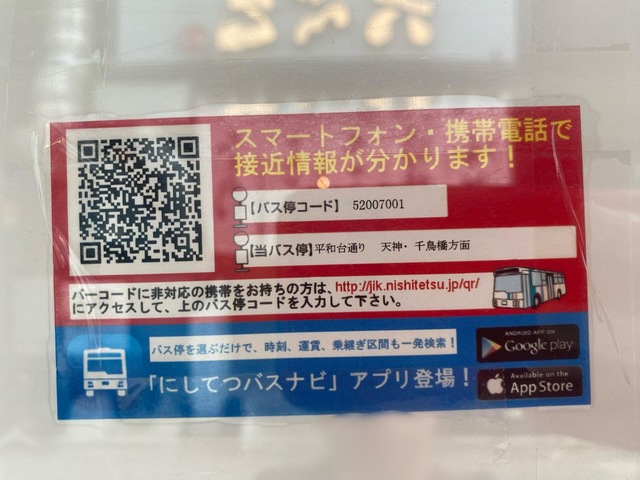 スマートフォン・携帯電話で
接近情報が分かります！
【バス停コード】 52007001
【当バス停】平和台通り 天神・千鳥橋方面
バーコードに非対応の携帯をお持ちの方は、http://jik.nishitetsu.jp/qr/
にアクセスして、上のバス停コードを入力して下さい。
バス停を選ぶだけで、時刻、運賃、乗継ぎ区間も一発検索！
「にしてつバスナビ」アプリ登場！
ANDROID APP ON
Google play
Available on the
App Store